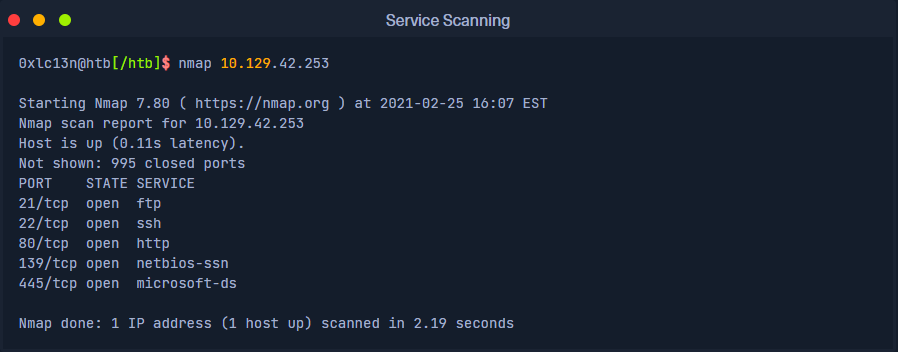 Service Scanning
0xlc13n@htb[/htb]$ nmap 10.129.42.253
Starting Nmap 7.80 ( https://nmap.org ) at 2021-02-25 16:07 EST
Nmap scan report for 10.129.42.253
Host is up (0.11s latency).
Not shown: 995 closed ports
PORT    STATE SERVICE
21/tcp  open  ftp
22/tcp  open  ssh
80/tcp  open  http
139/tcp open  netbios-ssn
445/tcp open  microsoft-ds
Nmap done: 1 IP address (1 host up) scanned in 2.19 seconds